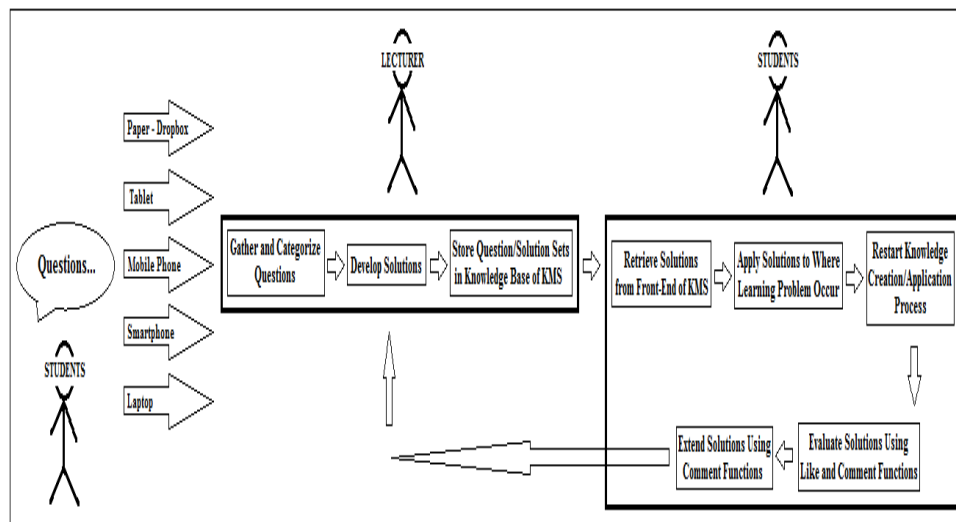 LECTURER
STUDENTS
Paper - Dropbox
Tablet
Mobile Phone
Smartphone
Laptop
Questions...
STUDENTS
Gather and Categorize
Questions
Develop Solutions
Store Question/Solution Sets
in Knowledge Base of KMS
Retrieve Solutions
from Front-End of KMS
Apply Solutions to Where
Learning Problem Occur
Restart Knowledge
Creation/Application
Process
Evaluate Solutions Using
Like and Comment Functions
Extend Solutions Using
Comment Functions